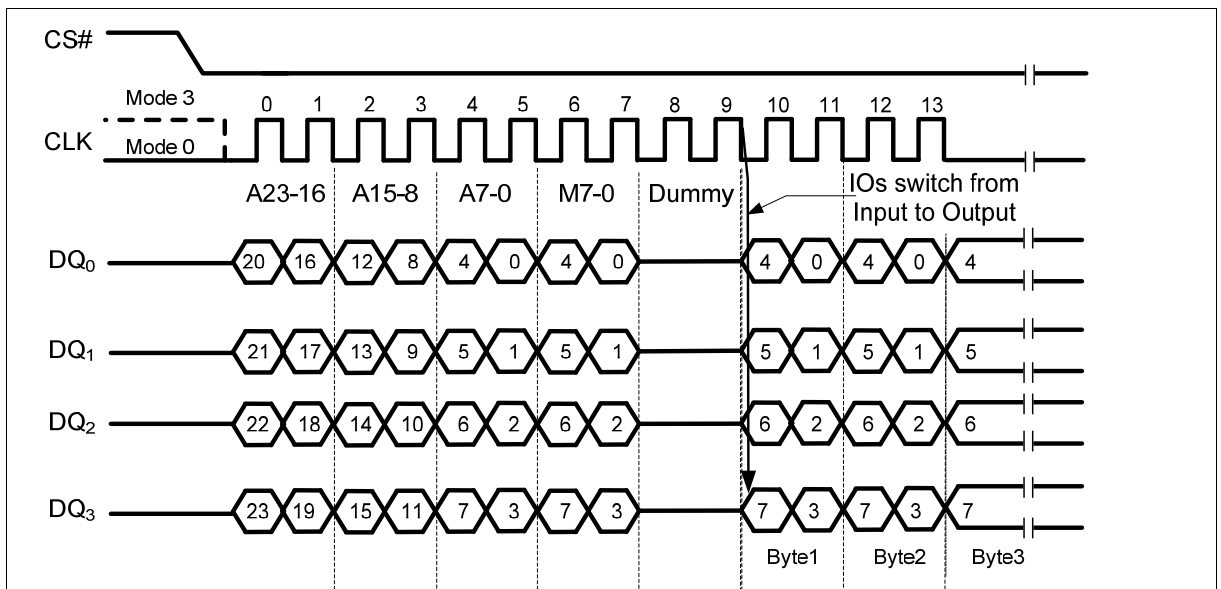 CS#
Mode 3
CLK
Mode 0
0 1 2 3 4 5 6 7 8 9 10 11 12 13
A23-16 A15-8 A7-0 M7-0 Dummy
IOs switch from
Input to Output
DQ0 20 16 12 8 4 0 4 0 4 0 4 0 4
DQ1 21 17 13 9 5 1 5 1 5 1 5 1 5
DQ2 22 18 14 10 6 2 6 2 6 2 6 2 6
DQ3 23 19 15 11 7 3 7 3 7 3 7 3 7
Byte1 Byte2 Byte3